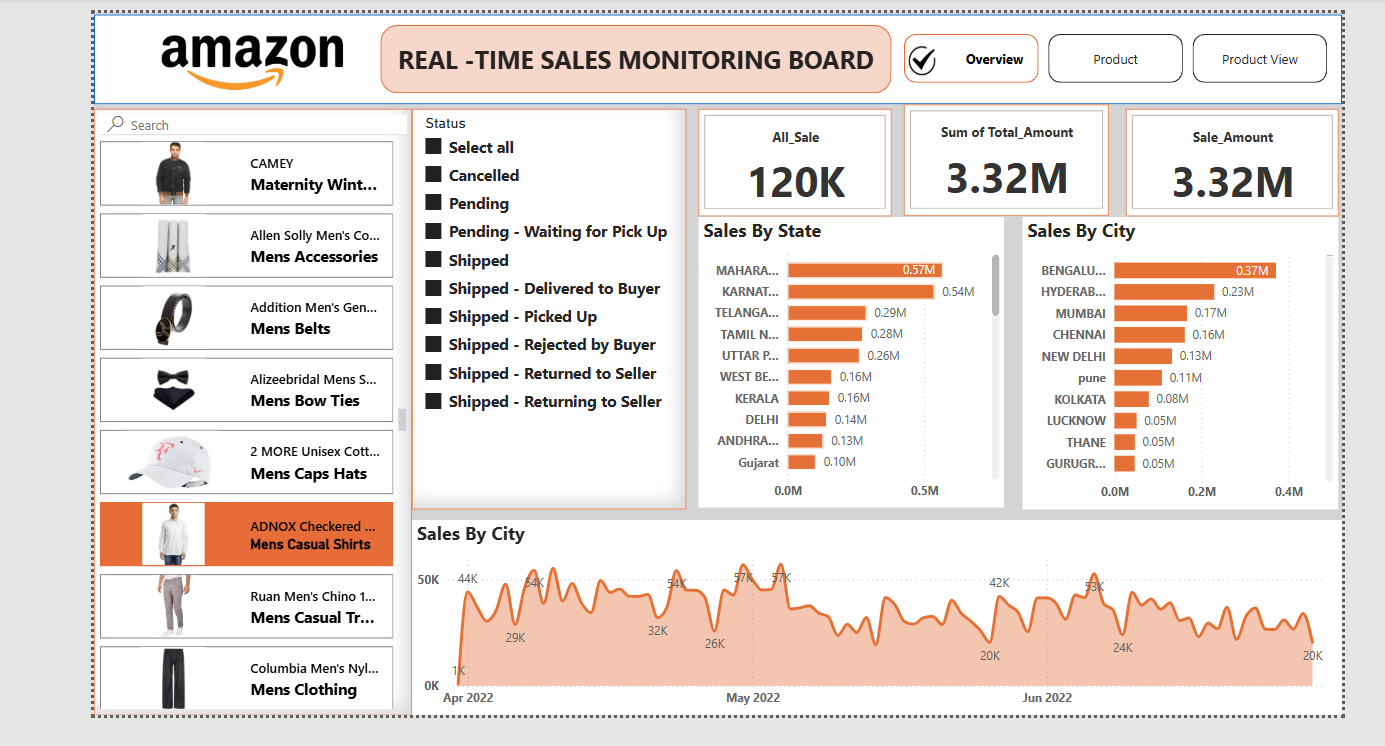 amazon
REAL -TIME SALES MONITORING BOARD
Overview
Product
Product View
Search
CAMEY
Maternity Wint...
Allen Solly Men's Co...
Mens Accessories
Addition Men's Gen...
Mens Belts
Alizeebridal Mens S...
Mens Bow Ties
2 MORE Unisex Cott...
Mens Caps Hats
ADNOX Checkered ...
Mens Casual Shirts
Ruan Men's Chino 1...
Mens Casual Tr...
Columbia Men's Nyl...
Mens Clothing
Status
Select all
Cancelled
Pending
Pending - Waiting for Pick Up
Shipped
Shipped - Delivered to Buyer
Shipped - Picked Up
Shipped - Rejected by Buyer
Shipped - Returned to Seller
Shipped - Returning to Seller
All_Sale
120K
Sum of Total_Amount
3.32M
Sale_Amount
3.32M
Sales By State
MAHARA... 0.57M
KARNAT... 0.54M
TELANGA... 0.29M
TAMIL N... 0.28M
UTTAR P... 0.26M
WEST BE... 0.16M
KERALA 0.16M
DELHI 0.14M
ANDHRA... 0.13M
Gujarat 0.10M
0.0M 0.5M
Sales By City
BENGALU... 0.37M
HYDERAB... 0.23M
MUMBAI 0.17M
CHENNAI 0.16M
NEW DELHI 0.13M
pune 0.11M
KOLKATA 0.08M
LUCKNOW 0.05M
THANE 0.05M
GURUGR... 0.05M
0.0M 0.2M 0.4M
Sales By City
50K 44K 54K 54K 57K 57K 42K 53K
29K 32K 26K 20K 24K 20K
1K
0K
Apr 2022 May 2022 Jun 2022